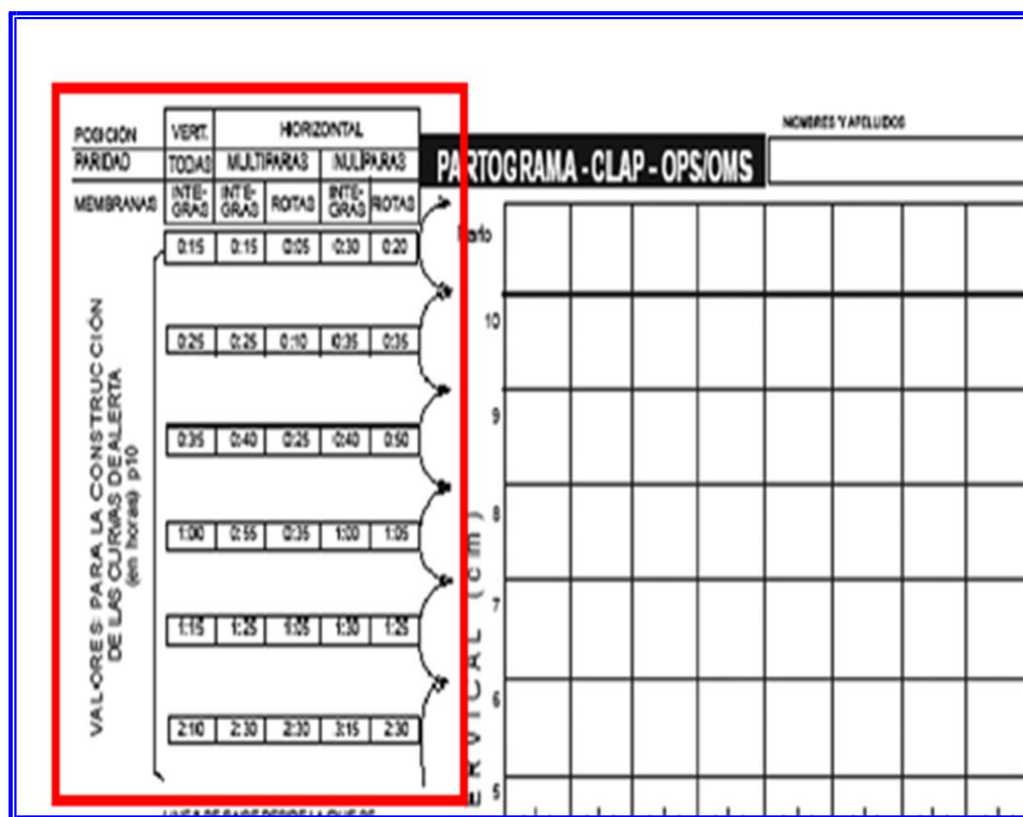 NOMBRES Y APELLIDOS
POSICIÓN VERT. HORIZONTAL
PARIDAD TODAS MULTIPARAS NULÍPARAS
MEMBRANAS INTE-GRAS INTE-GRAS ROTAS INTE-GRAS ROTAS
PARTOGRAMA - CLAP - OPS/OMS
0:15 0:15 0:05 0:30 0:20
0:25 0:25 0:10 0:35 0:35
0:35 0:40 0:25 0:40 0:50
1:00 0:55 0:35 1:00 1:05
1:15 1:25 1:05 1:30 1:25
2:10 2:30 2:30 3:15 2:30
VALORES PARA LA CONSTRUCCIÓN
DE LAS CURVAS DE ALERTA
(en horas) p10
10
9
8
7
6
5
RVICAL (cm)